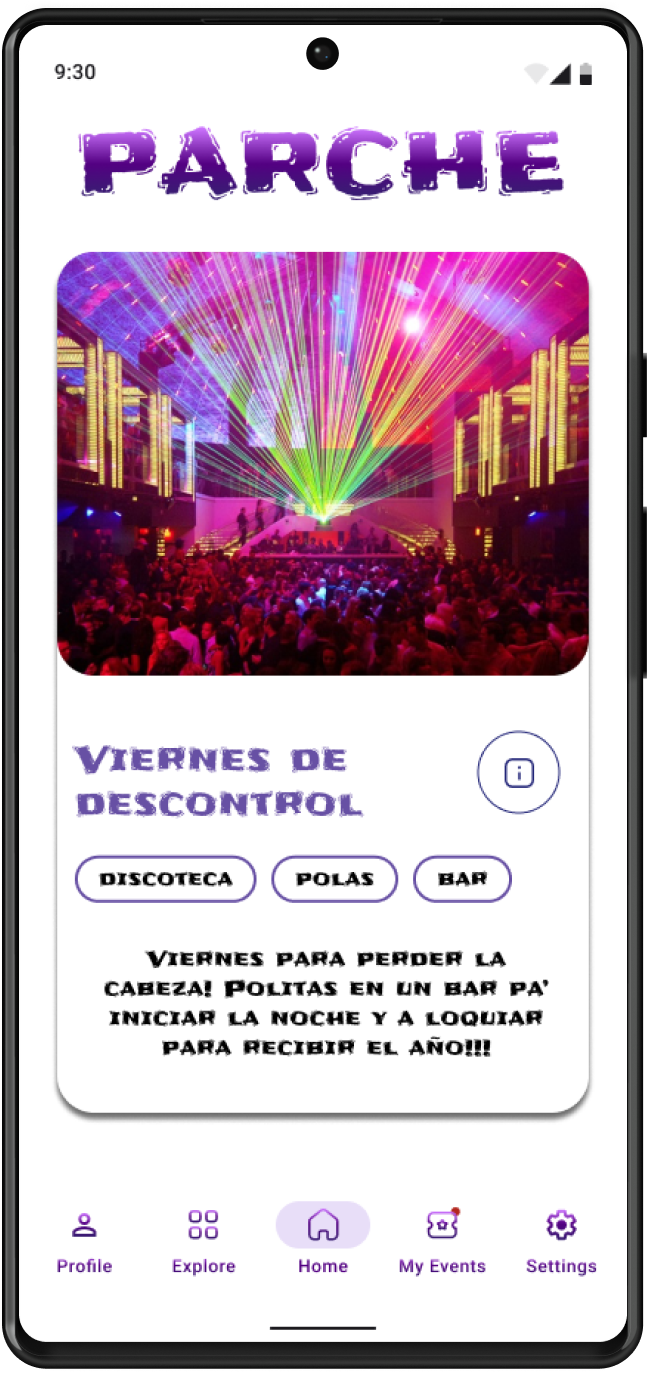 9:30
PARCHE
VIERNES DE
DESCONTROL
DISCOTECA POLAS BAR
VIERNES PARA PERDER LA
CABEZA! POLITAS EN UN BAR PA'
INICIAR LA NOCHE Y A LOQUIAR
PARA RECIBIR EL AÑO!!!
Profile Explore Home My Events Settings